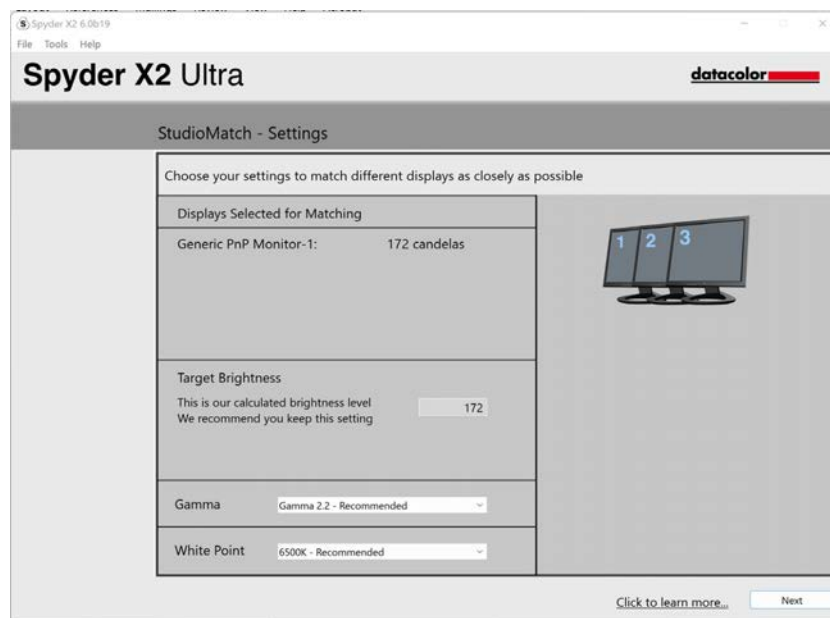 Spyder X2 6.0b19
File Tools Help
Spyder X2 Ultra
datacolor
StudioMatch - Settings
Choose your settings to match different displays as closely as possible
Displays Selected for Matching
Generic PnP Monitor-1: 172 candelas
1 2 3
Target Brightness
This is our calculated brightness level
We recommend you keep this setting
172
Gamma Gamma 2.2 - Recommended
White Point 6500K - Recommended
Click to learn more... Next